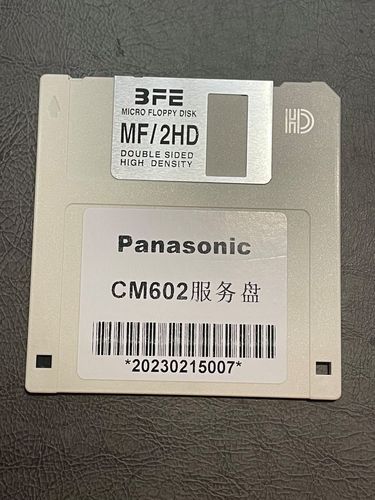 BFE
MICRO FLOPPY DISK
MF/2HD
DOUBLE SIDED
HIGH DENSITY
HD
Panasonic
CM602服务盘
*20230215007*